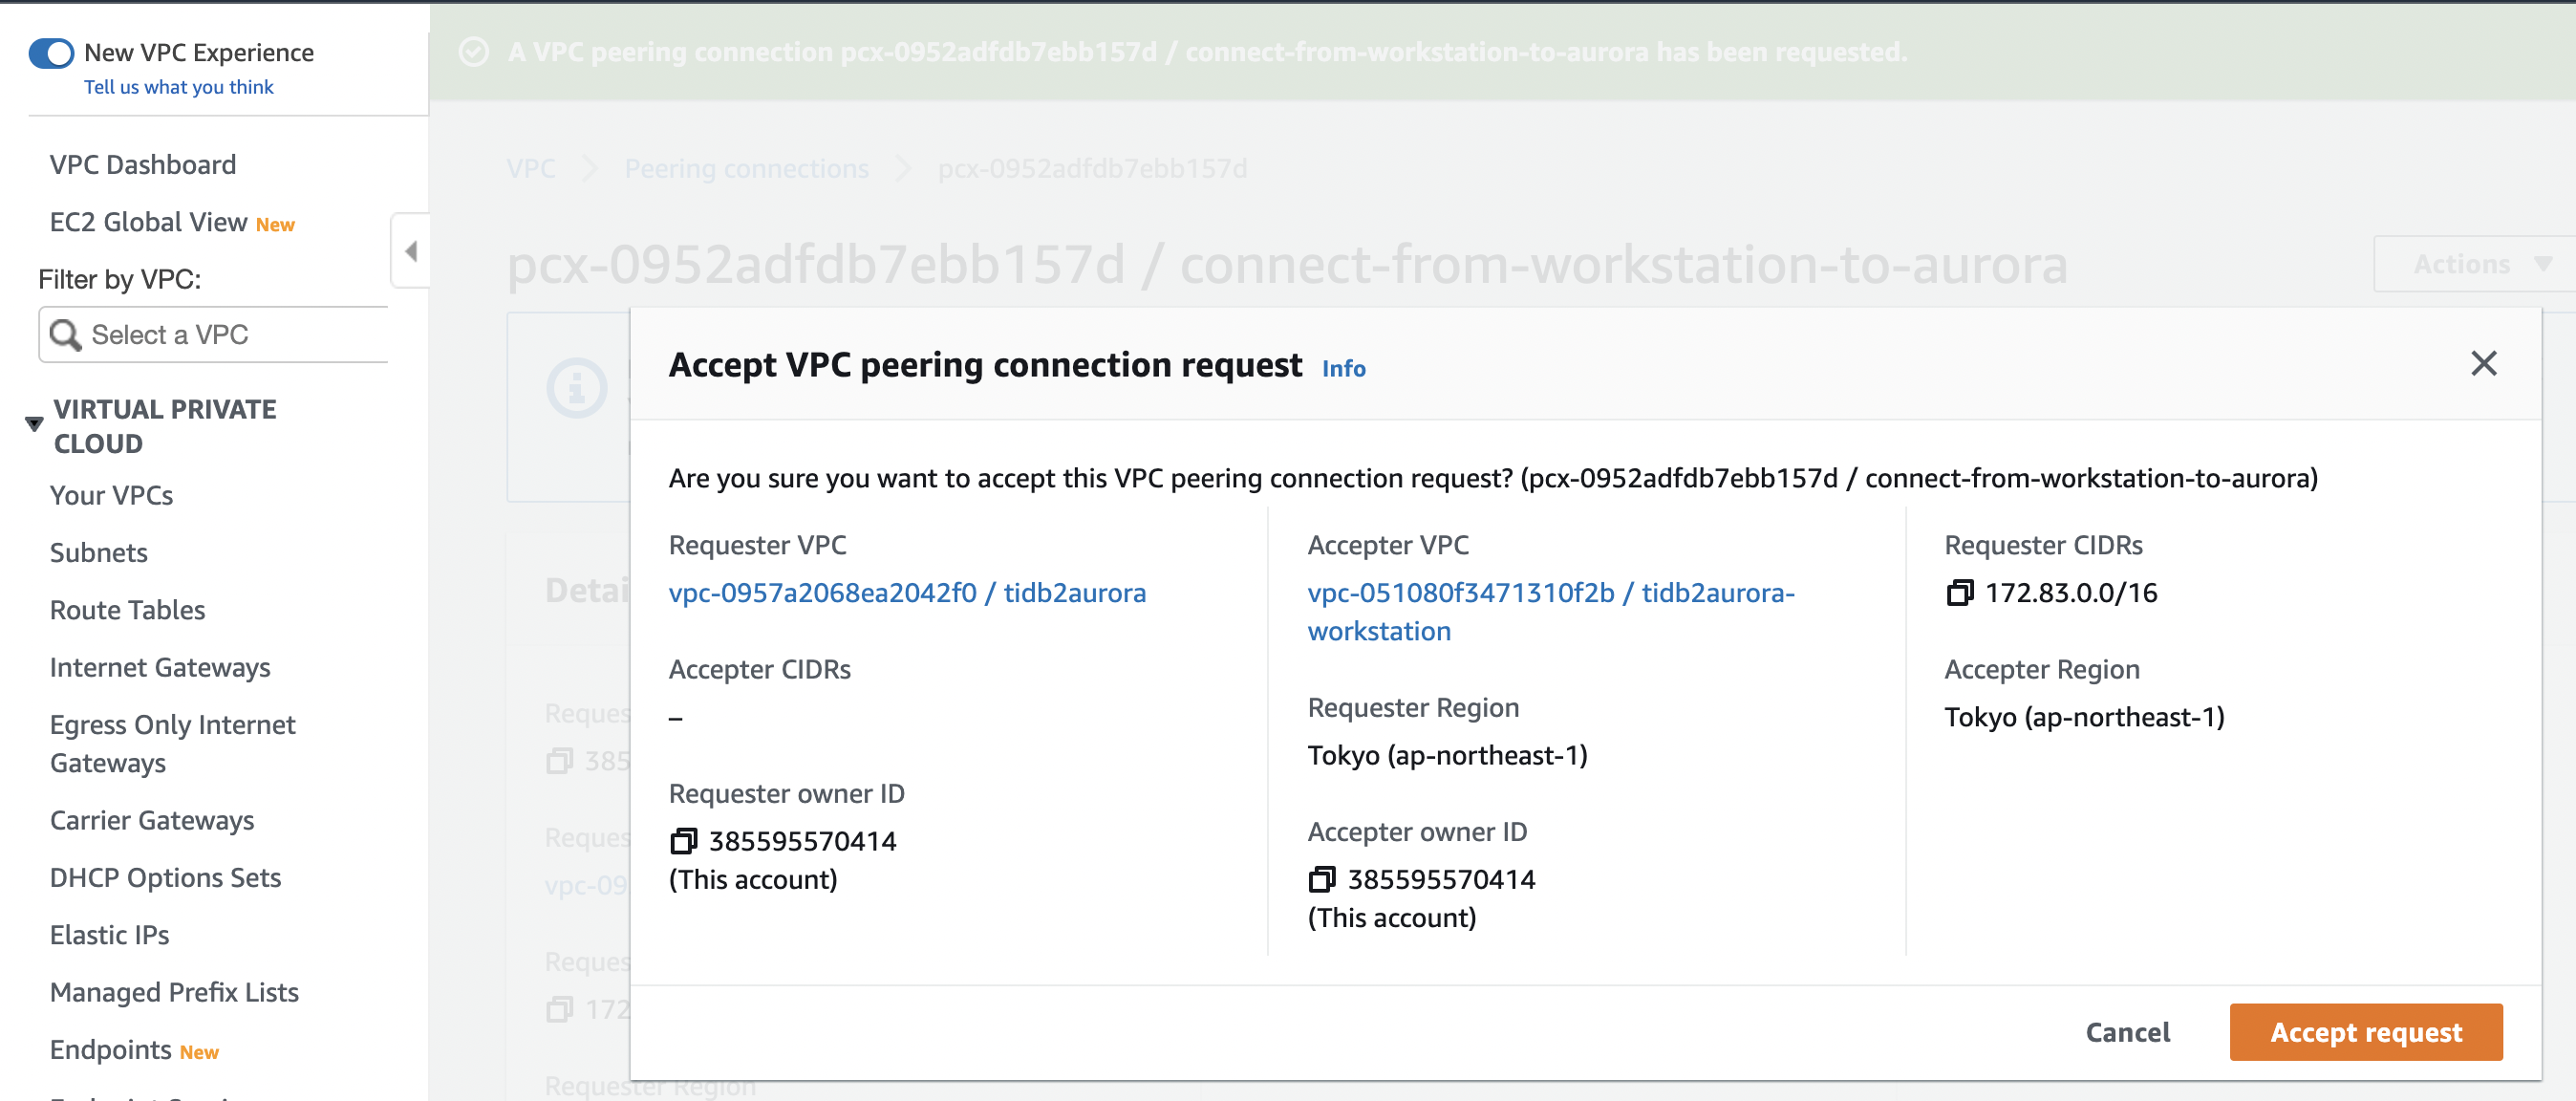 New VPC Experience
Tell us what you think
VPC Dashboard
EC2 Global View New
Filter by VPC:
Select a VPC
VIRTUAL PRIVATE
CLOUD
Your VPCs
Subnets
Route Tables
Internet Gateways
Egress Only Internet
Gateways
Carrier Gateways
DHCP Options Sets
Elastic IPs
Managed Prefix Lists
Endpoints New
A VPC peering connection pcx-0952adfdb7ebb157d / connect-from-workstation-to-aurora has been requested.
VPC > Peering connections > pcx-0952adfdb7ebb157d
pcx-0952adfdb7ebb157d / connect-from-workstation-to-aurora
Actions
Accept VPC peering connection request Info
Are you sure you want to accept this VPC peering connection request? (pcx-0952adfdb7ebb157d / connect-from-workstation-to-aurora)
Requester VPC
vpc-0957a2068ea2042f0 / tidb2aurora
Accepter CIDRs
–
Requester owner ID
385595570414
(This account)
Accepter VPC
vpc-051080f3471310f2b / tidb2aurora-
workstation
Requester Region
Tokyo (ap-northeast-1)
Accepter owner ID
385595570414
(This account)
Requester CIDRs
172.83.0.0/16
Accepter Region
Tokyo (ap-northeast-1)
Cancel
Accept request
Detai
Reques
385
Reques
vpc-09
Reques
172
Requester Region